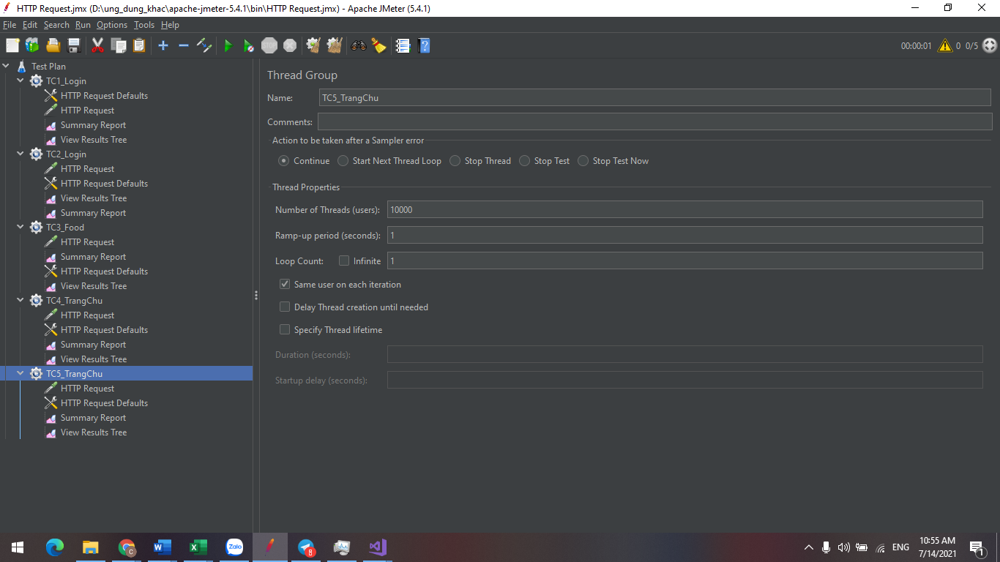 HTTP Request.jmx (D:\ung_dung_khac\apache-jmeter-5.4.1\bin\HTTP Request.jmx) - Apache JMeter (5.4.1)
File Edit Search Run Options Tools Help
STOP
00:00:01 0 0/5
Test Plan
TC1_Login
HTTP Request Defaults
HTTP Request
Summary Report
View Results Tree
TC2_Login
HTTP Request
HTTP Request Defaults
View Results Tree
Summary Report
TC3_Food
HTTP Request
Summary Report
HTTP Request Defaults
View Results Tree
TC4_TrangChu
HTTP Request
HTTP Request Defaults
Summary Report
View Results Tree
TC5_TrangChu
HTTP Request
HTTP Request Defaults
Summary Report
View Results Tree
Thread Group
Name: TC5_TrangChu
Comments:
Action to be taken after a Sampler error
Continue Start Next Thread Loop Stop Thread Stop Test Stop Test Now
Thread Properties
Number of Threads (users): 10000
Ramp-up period (seconds): 1
Loop Count: Infinite 1
Same user on each iteration
Delay Thread creation until needed
Specify Thread lifetime
Duration (seconds):
Startup delay (seconds):
C W X Zalo 8
ENG
10:55 AM
7/14/2021
1